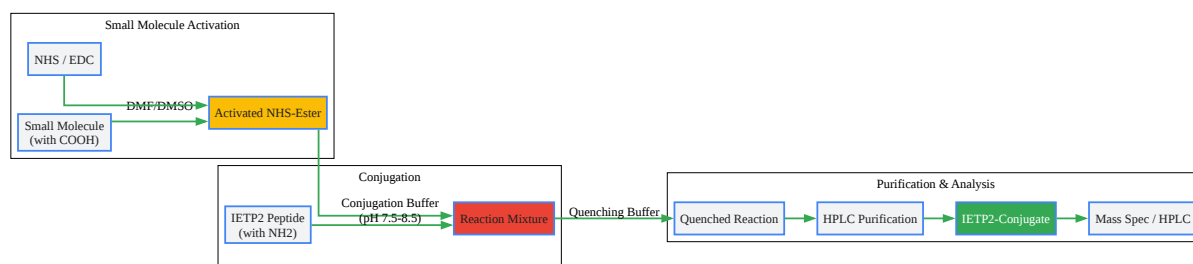 Small Molecule Activation
NHS / EDC
DMF/DMSO
Activated NHS-Ester
Small Molecule
(with COOH)
Conjugation
Conjugation Buffer
(pH 7.5-8.5)
IETP2 Peptide
(with NH2)
Reaction Mixture
Quenching Buffer
Purification & Analysis
Quenched Reaction
HPLC Purification
IETP2-Conjugate
Mass Spec / HPLC